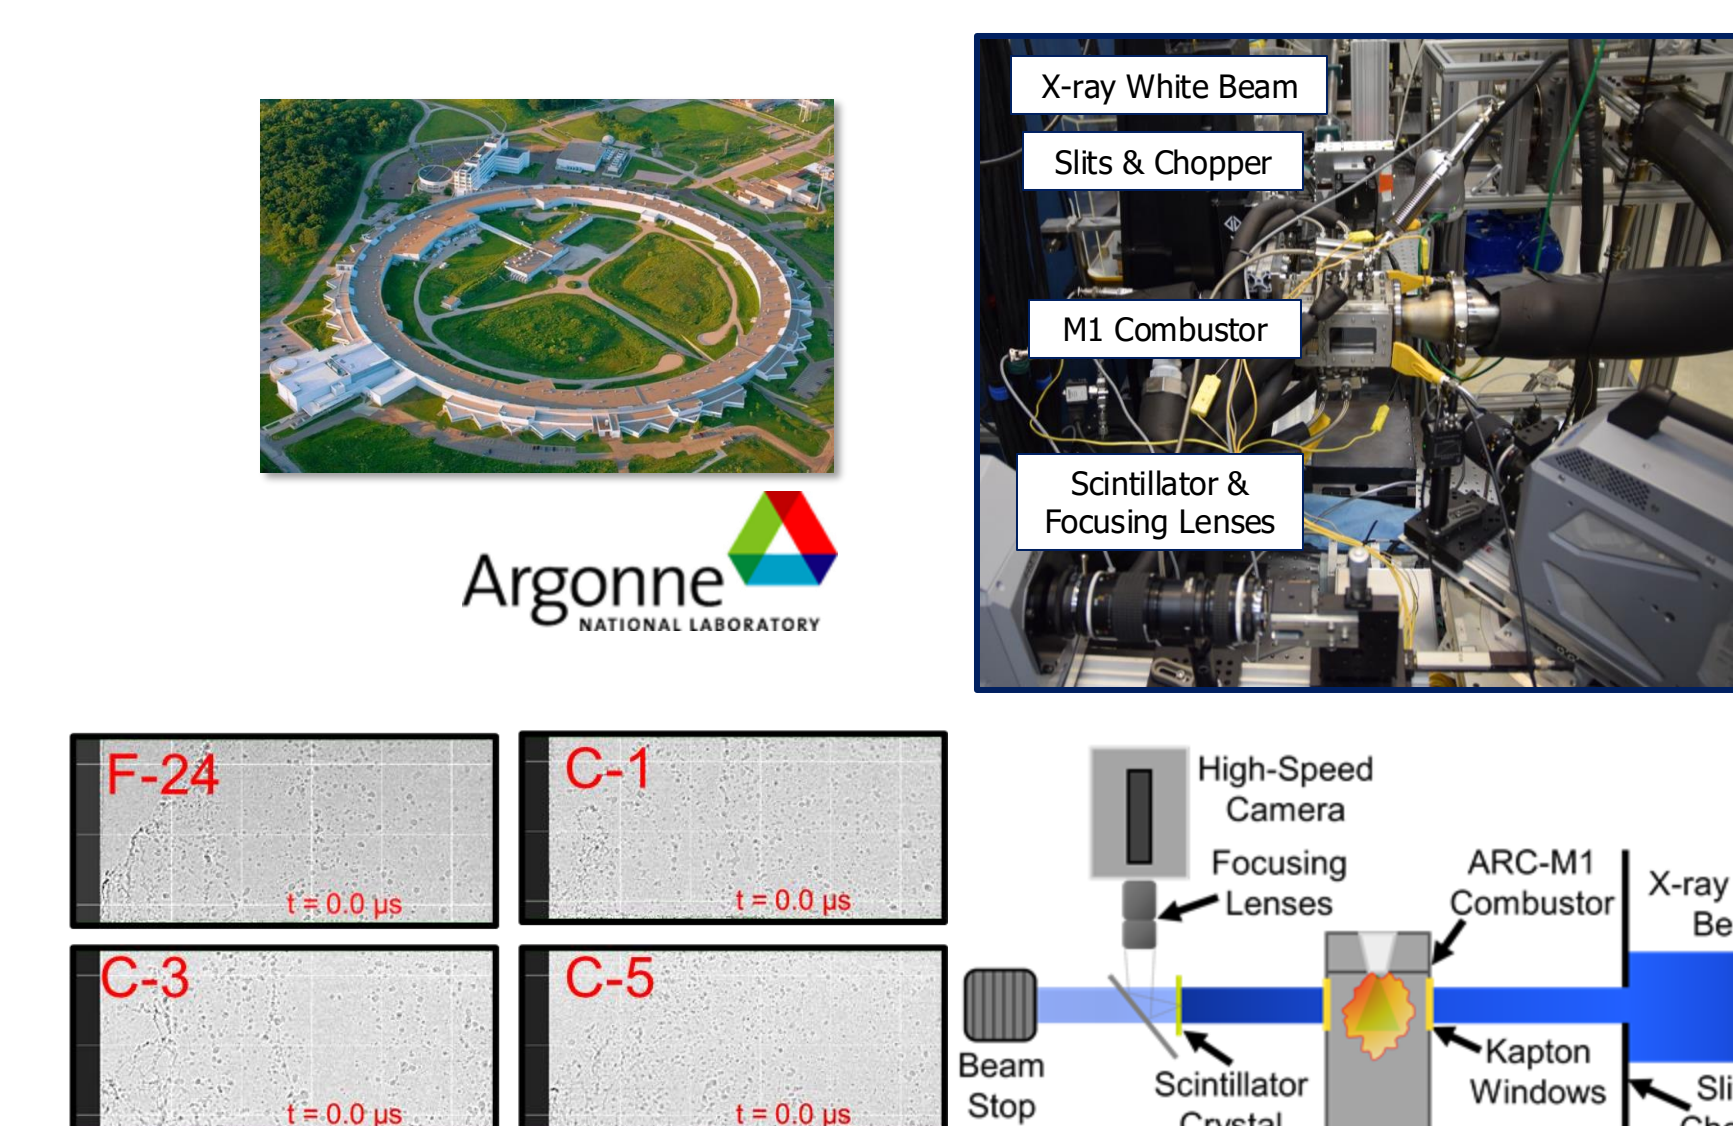 X-ray White Beam
Slits & Chopper
M1 Combustor
Scintillator &
Focusing Lenses
Argonne
NATIONAL LABORATORY
F-24
t = 0.0 µs
C-1
t = 0.0 µs
C-3
t = 0.0 µs
C-5
t = 0.0 µs
High-Speed
Camera
Focusing
Lenses
ARC-M1
Combustor
X-ray
Beam
Stop
Scintillator
Crystal
Kapton
Windows